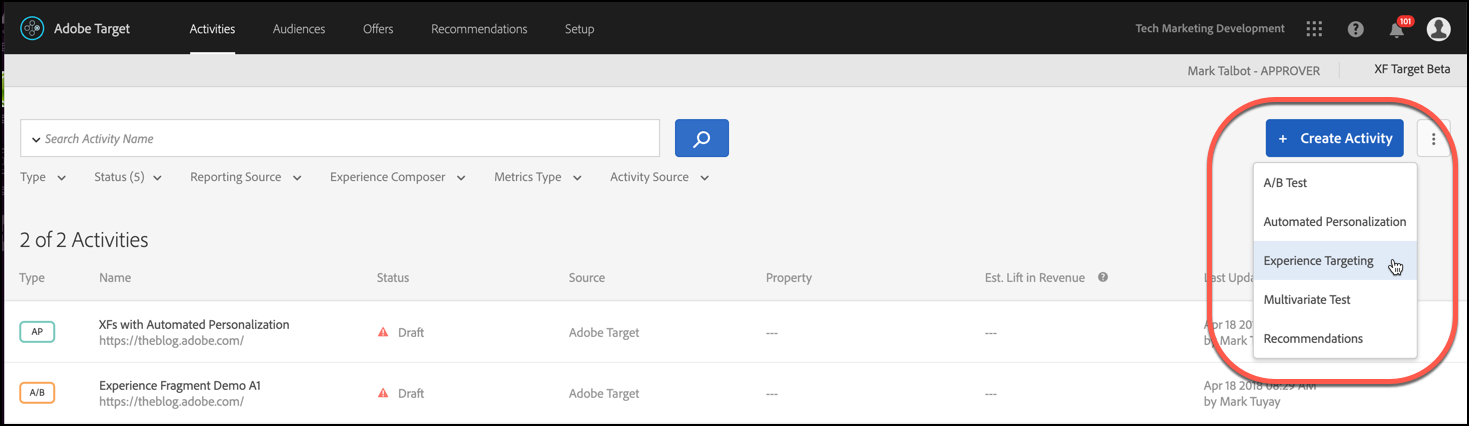 Adobe Target Activities Audiences Offers Recommendations Setup Tech Marketing Development 101
Mark Talbot - APPROVER XF Target Beta
Search Activity Name + Create Activity
Type Status (5) Reporting Source Experience Composer Metrics Type Activity Source
A/B Test
Automated Personalization
Experience Targeting
Multivariate Test
Recommendations
2 of 2 Activities
Type Name Status Source Property Est. Lift in Revenue Last Upda
AP XFs with Automated Personalization Draft Adobe Target --- --- Apr 18 201
https://theblog.adobe.com/ by Mark T
A/B Experience Fragment Demo A1 Draft Adobe Target --- --- Apr 18 2018 08:29 AM
https://theblog.adobe.com/ by Mark Tuyay